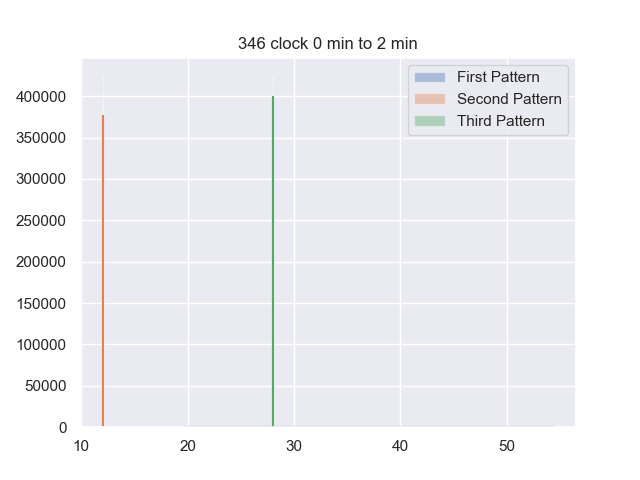 346 clock 0 min to 2 min
First Pattern
Second Pattern
Third Pattern
400000
350000
300000
250000
200000
150000
100000
50000
0
10 20 30 40 50